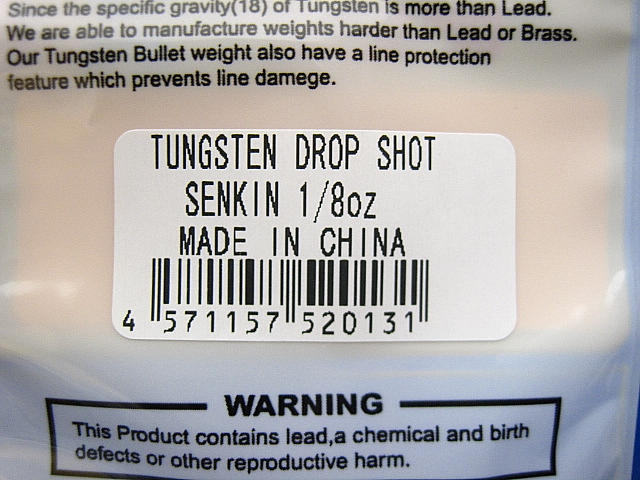 Since the specific gravity(18) of Tungsten is more than Lead.
We are able to manufacture weights harder than Lead or Brass.
Our Tungsten Bullet weight also have a line protection
feature which prevents line damege.
TUNGSTEN DROP SHOT
SENKIN 1/8oz
MADE IN CHINA
4 571157 520131
WARNING
This Product contains lead,a chemical and birth
defects or other reproductive harm.